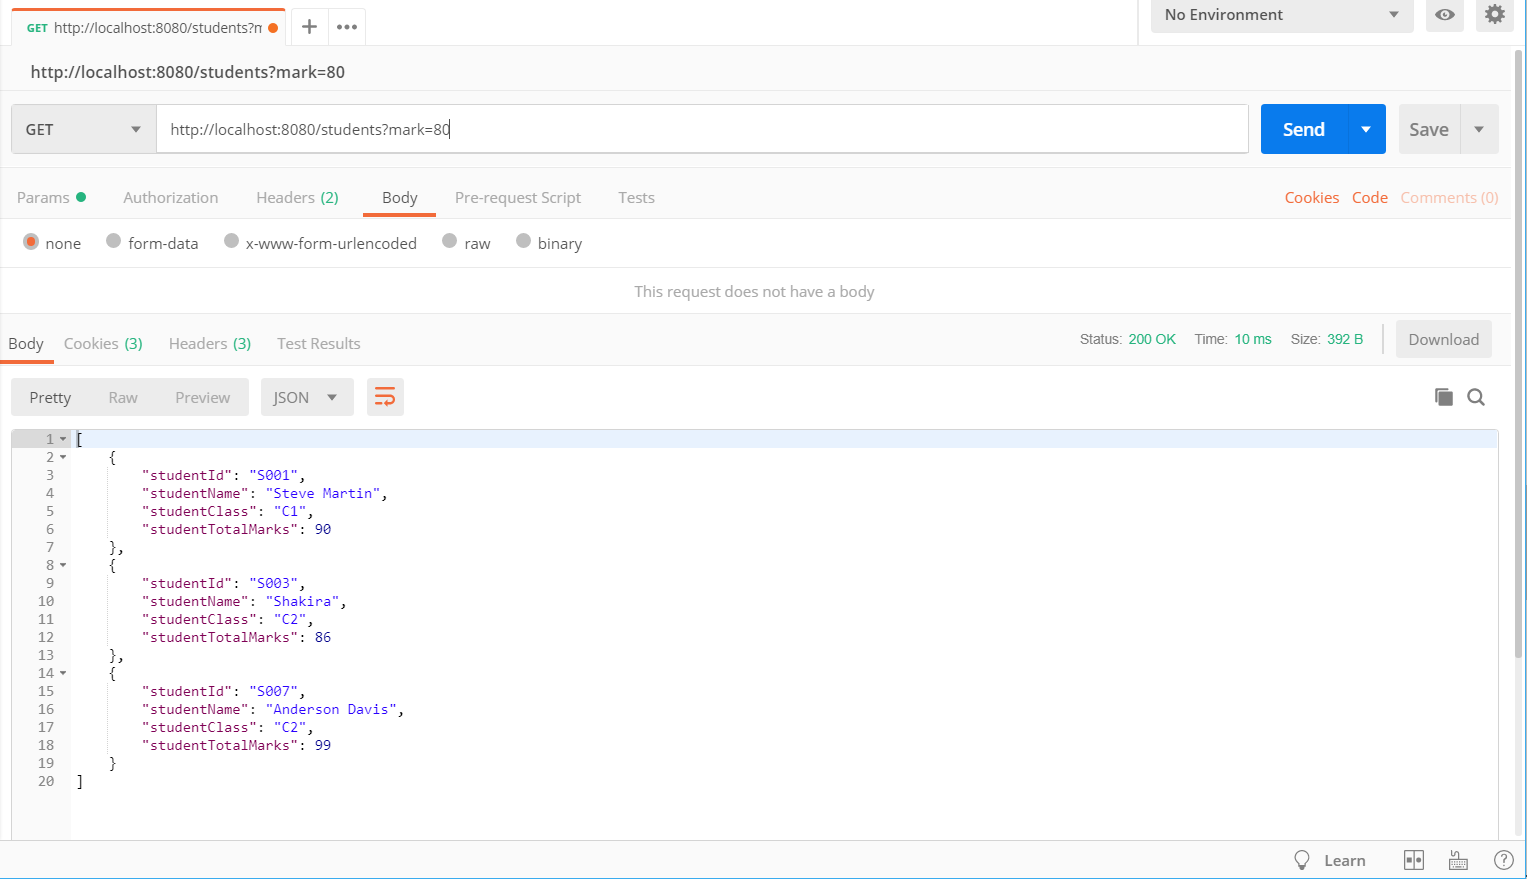 GET http://localhost:8080/students?m
No Environment
http://localhost:8080/students?mark=80
GET http://localhost:8080/students?mark=80 Send Save
Params Authorization Headers (2) Body Pre-request Script Tests Cookies Code Comments (0)
none form-data x-www-form-urlencoded raw binary
This request does not have a body
Body Cookies (3) Headers (3) Test Results Status: 200 OK Time: 10 ms Size: 392 B Download
Pretty Raw Preview JSON
1 [
2 {
3 "studentId": "S001",
4 "studentName": "Steve Martin",
5 "studentClass": "C1",
6 "studentTotalMarks": 90
7 },
8 {
9 "studentId": "S003",
10 "studentName": "Shakira",
11 "studentClass": "C2",
12 "studentTotalMarks": 86
13 },
14 {
15 "studentId": "S007",
16 "studentName": "Anderson Davis",
17 "studentClass": "C2",
18 "studentTotalMarks": 99
19 }
20 ]
Learn